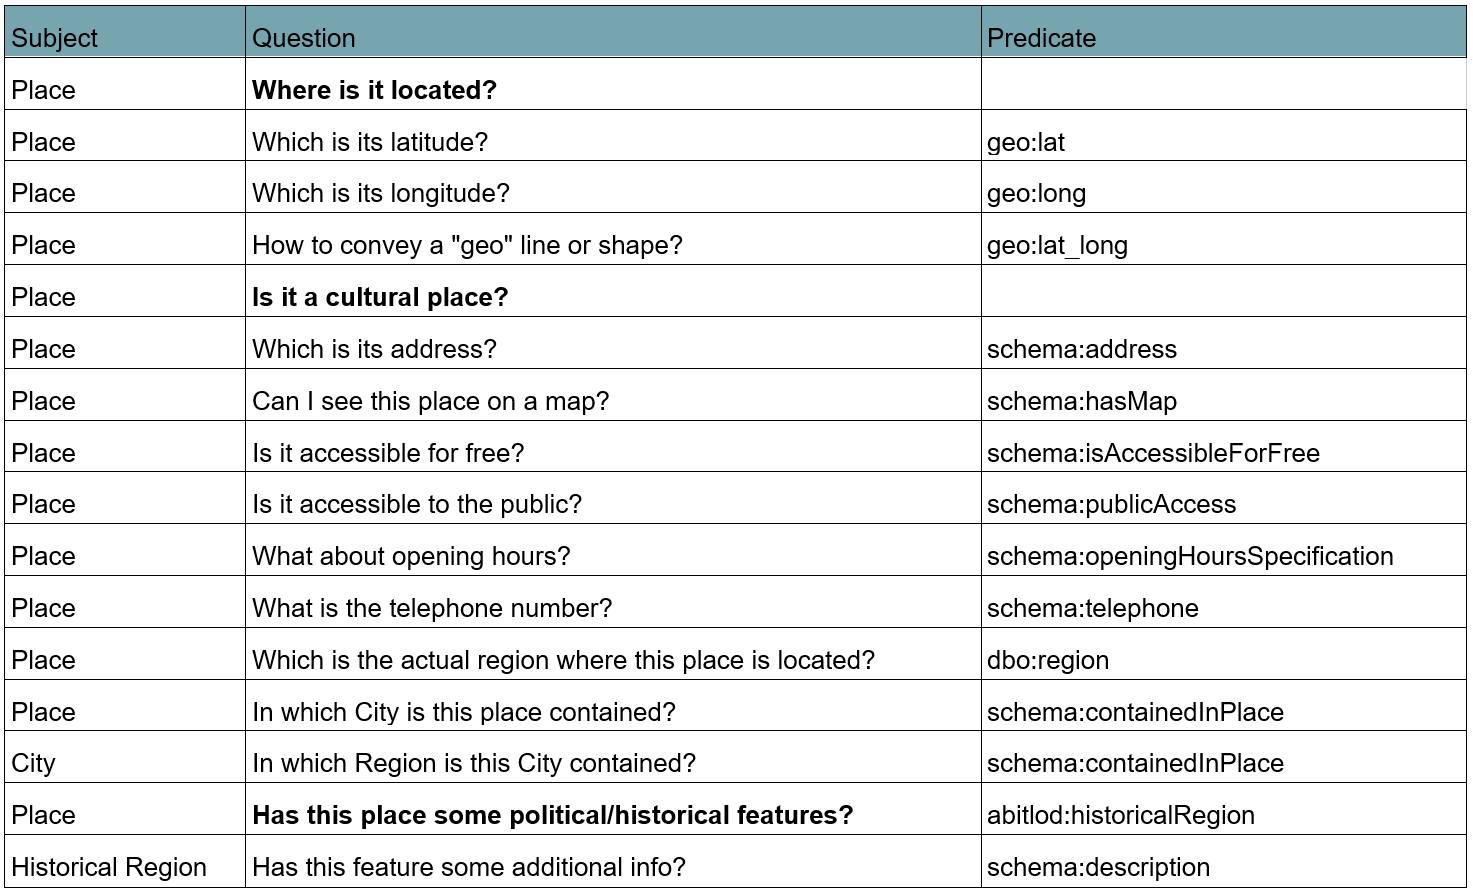 Subject Question Predicate
Place Where is it located?
Place Which is its latitude? geo:lat
Place Which is its longitude? geo:long
Place How to convey a "geo" line or shape? geo:lat_long
Place Is it a cultural place?
Place Which is its address? schema:address
Place Can I see this place on a map? schema:hasMap
Place Is it accessible for free? schema:isAccessibleForFree
Place Is it accessible to the public? schema:publicAccess
Place What about opening hours? schema:openingHoursSpecification
Place What is the telephone number? schema:telephone
Place Which is the actual region where this place is located? dbo:region
Place In which City is this place contained? schema:containedInPlace
City In which Region is this City contained? schema:containedInPlace
Place Has this place some political/historical features? abitlod:historicalRegion
Historical Region Has this feature some additional info? schema:description